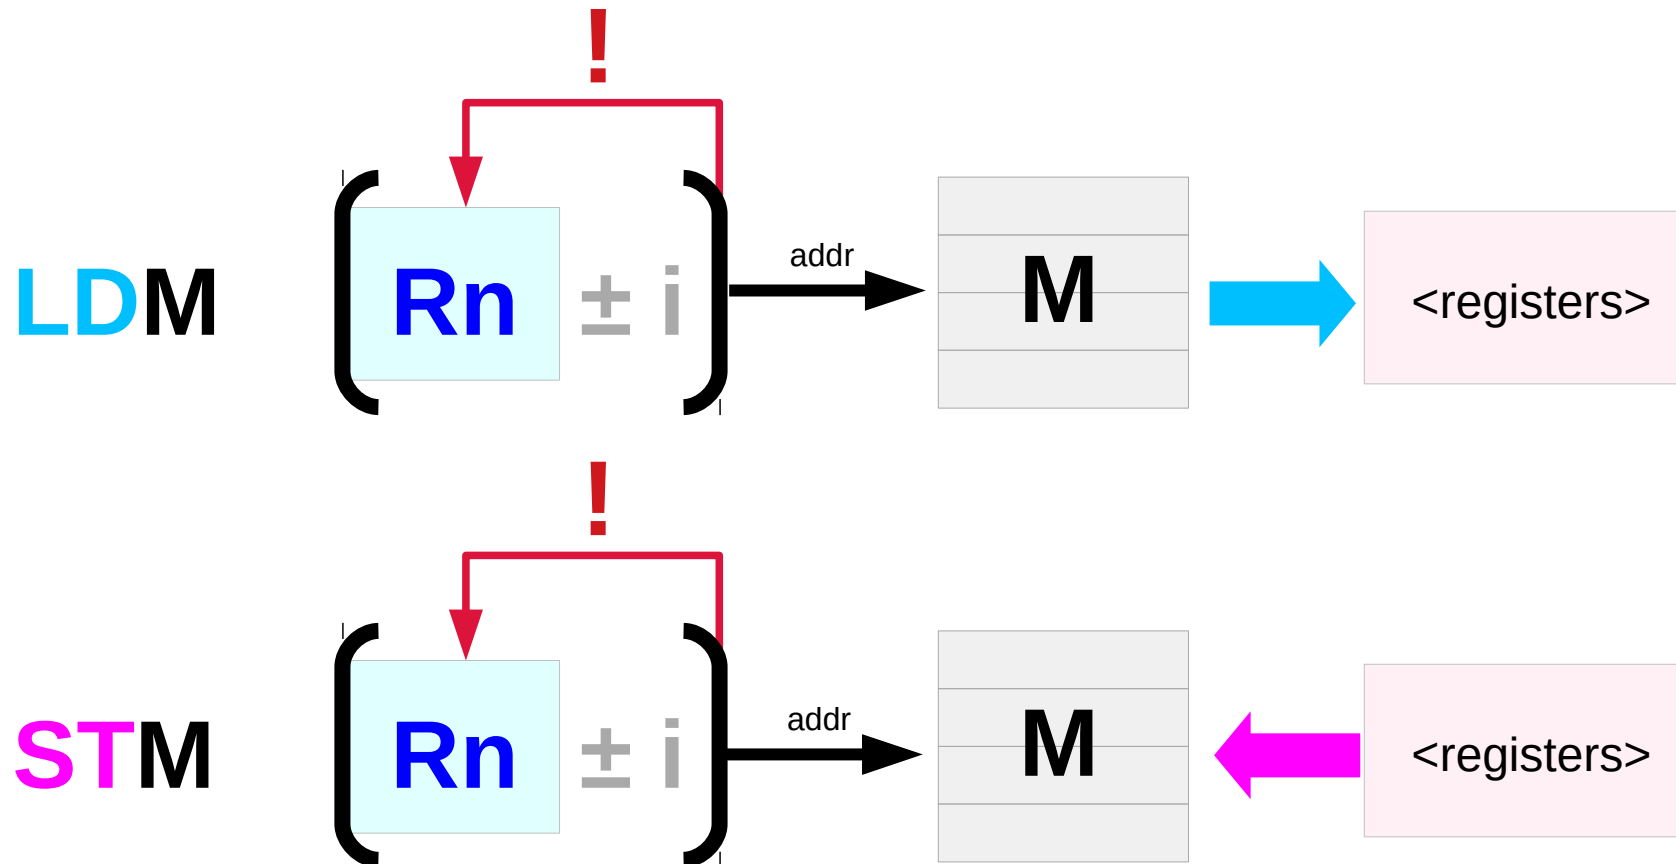 !
LDM Rn ± i addr M <registers>
!
STM Rn ± i addr M <registers>